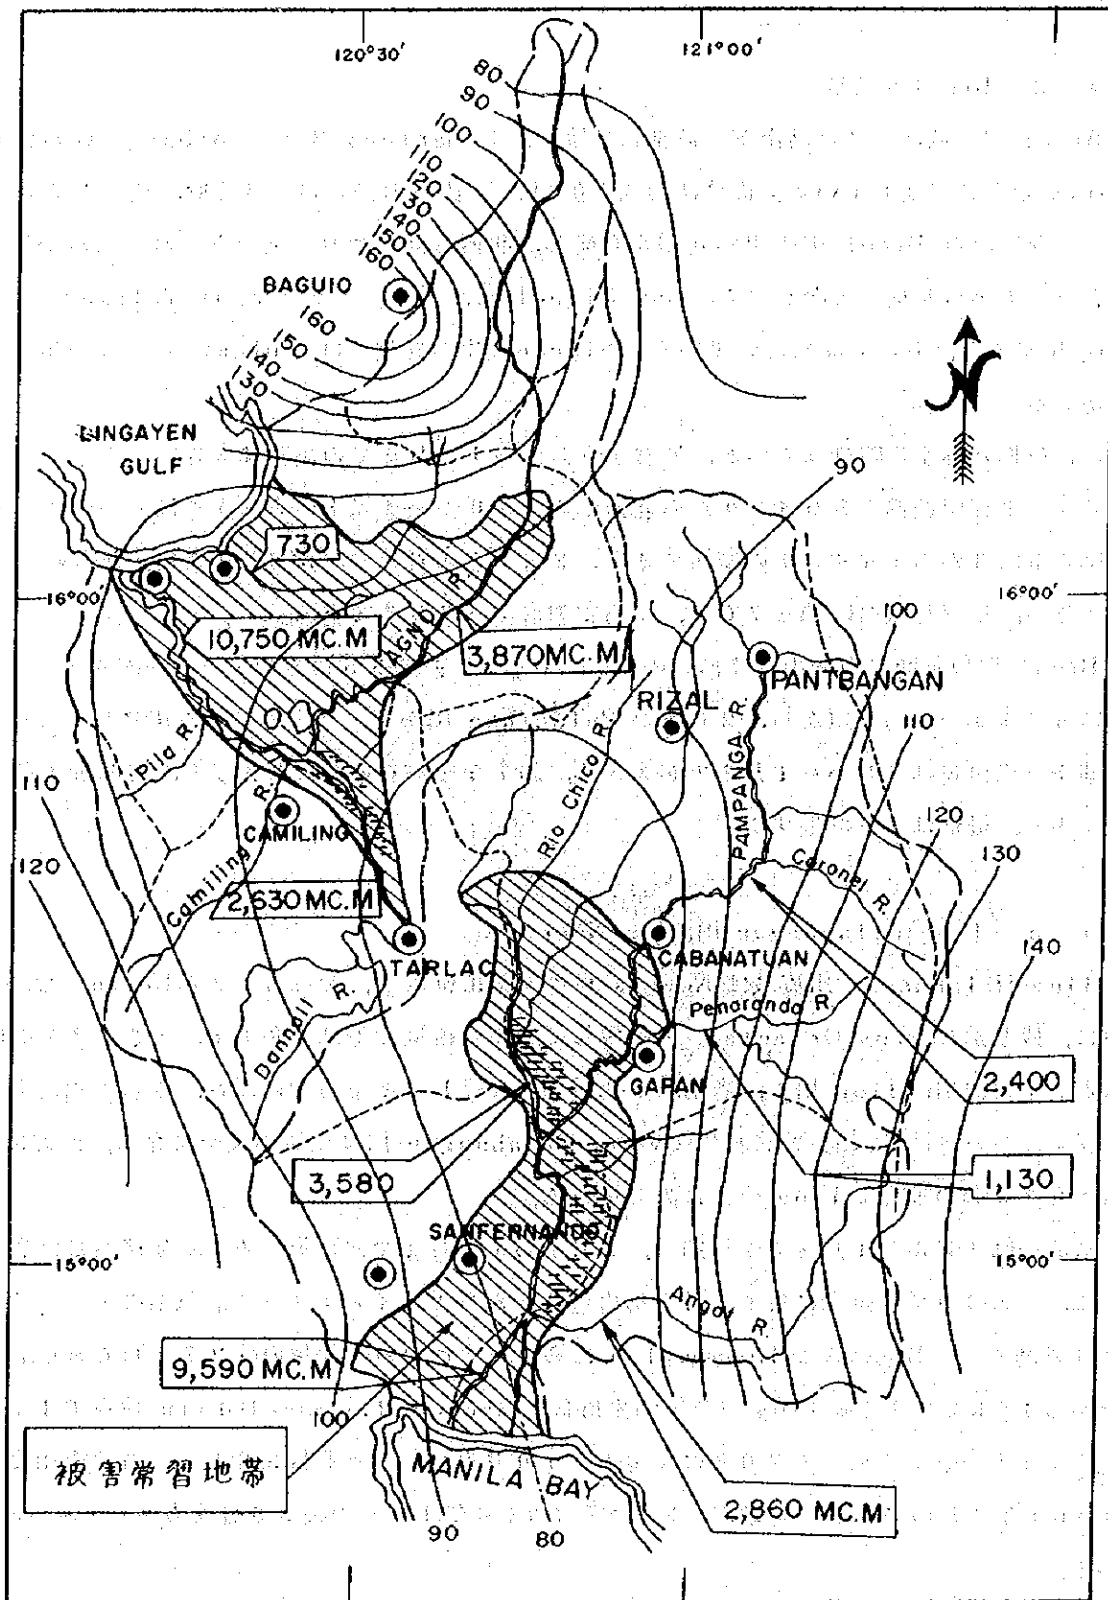 120°30'
121°00'
80
90
100
110
120
130
140
150
160
BAGUIO
160
150
140
130
N
LINGAYEN
GULF
90
730
16°00'
16°00'
10,750 MC.M
AGNO R.
3,870MC.M
100
PANTBANGAN
RIZAL
110
Pila R.
Rio Chico R.
PAMPANGA R.
110
CAMILING
120
120
130
Camiling R.
Coronel R.
2,630 MC.M
TARLAC
CABANATUAN
140
Penaranda R.
GAPAN
2,400
3,580
1,130
SANFERNANDO
15°00'
15°00'
Angat R.
9,590 MC.M
100
被害常習地帯
MANILA BAY
2,860 MC.M
90
80